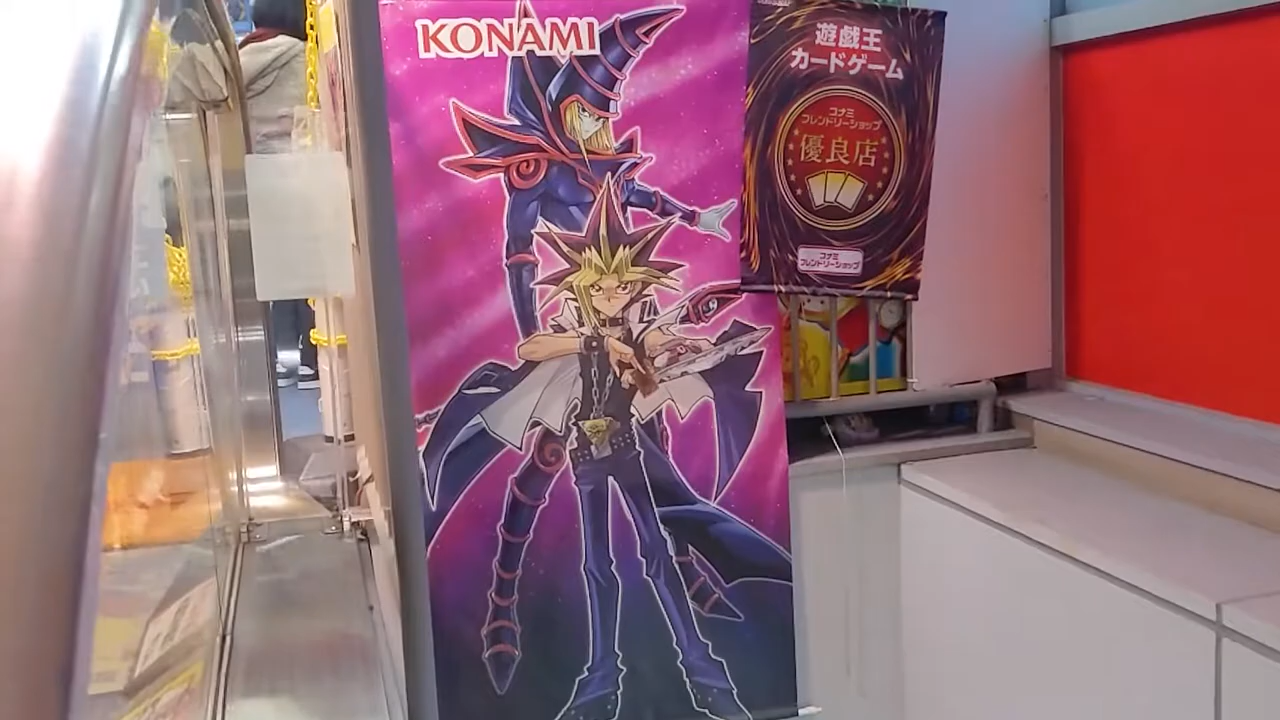 KONAMI
遊戯王
カードゲーム
コナミ
フレンドリーショップ
優良店
コナミ
フレンドリーショップ